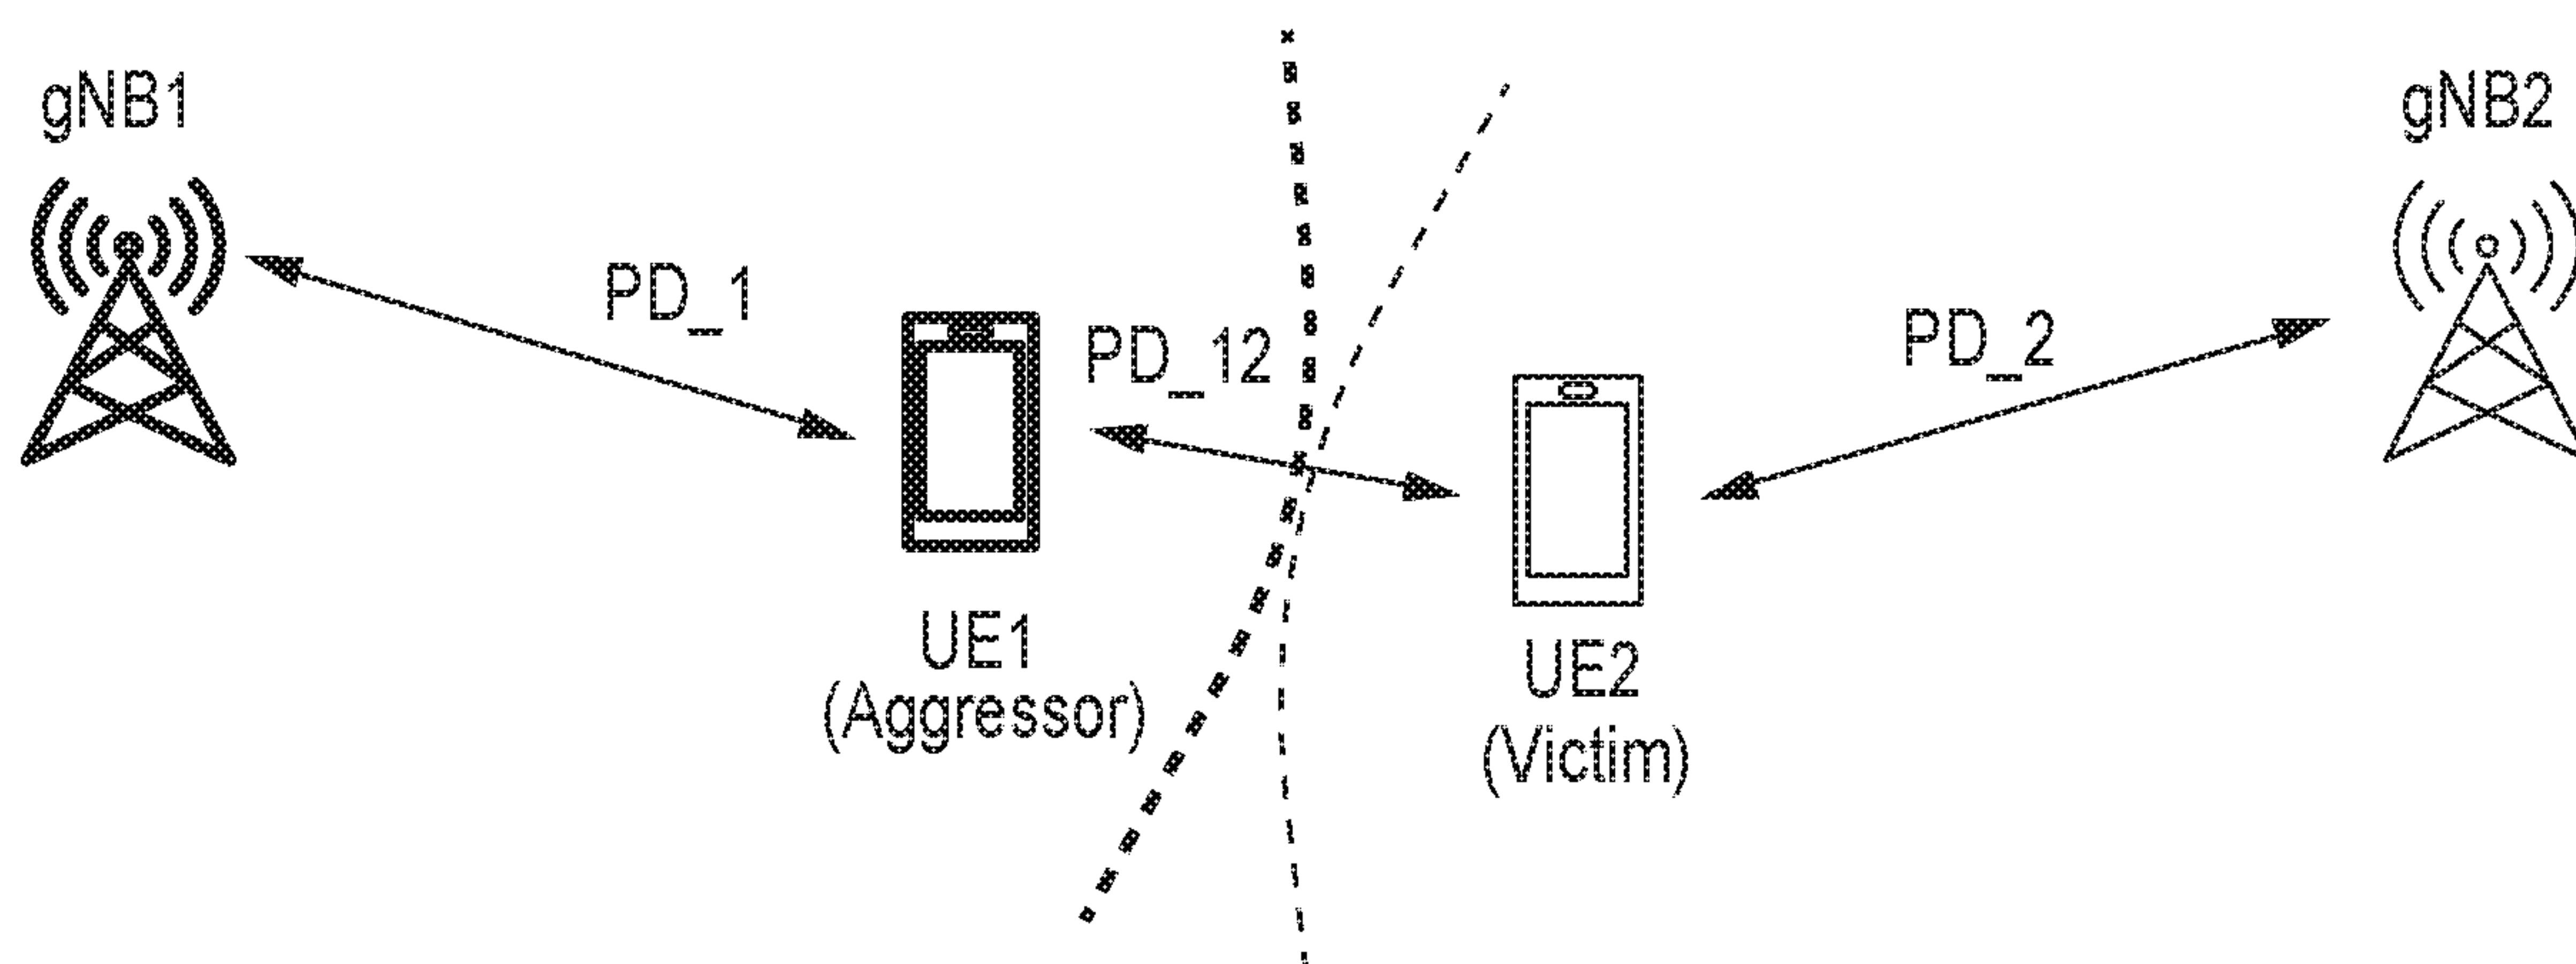 gNB1
gNB2
PD_1
PD_12
PD_2
UE1
(Aggressor)
UE2
(Victim)